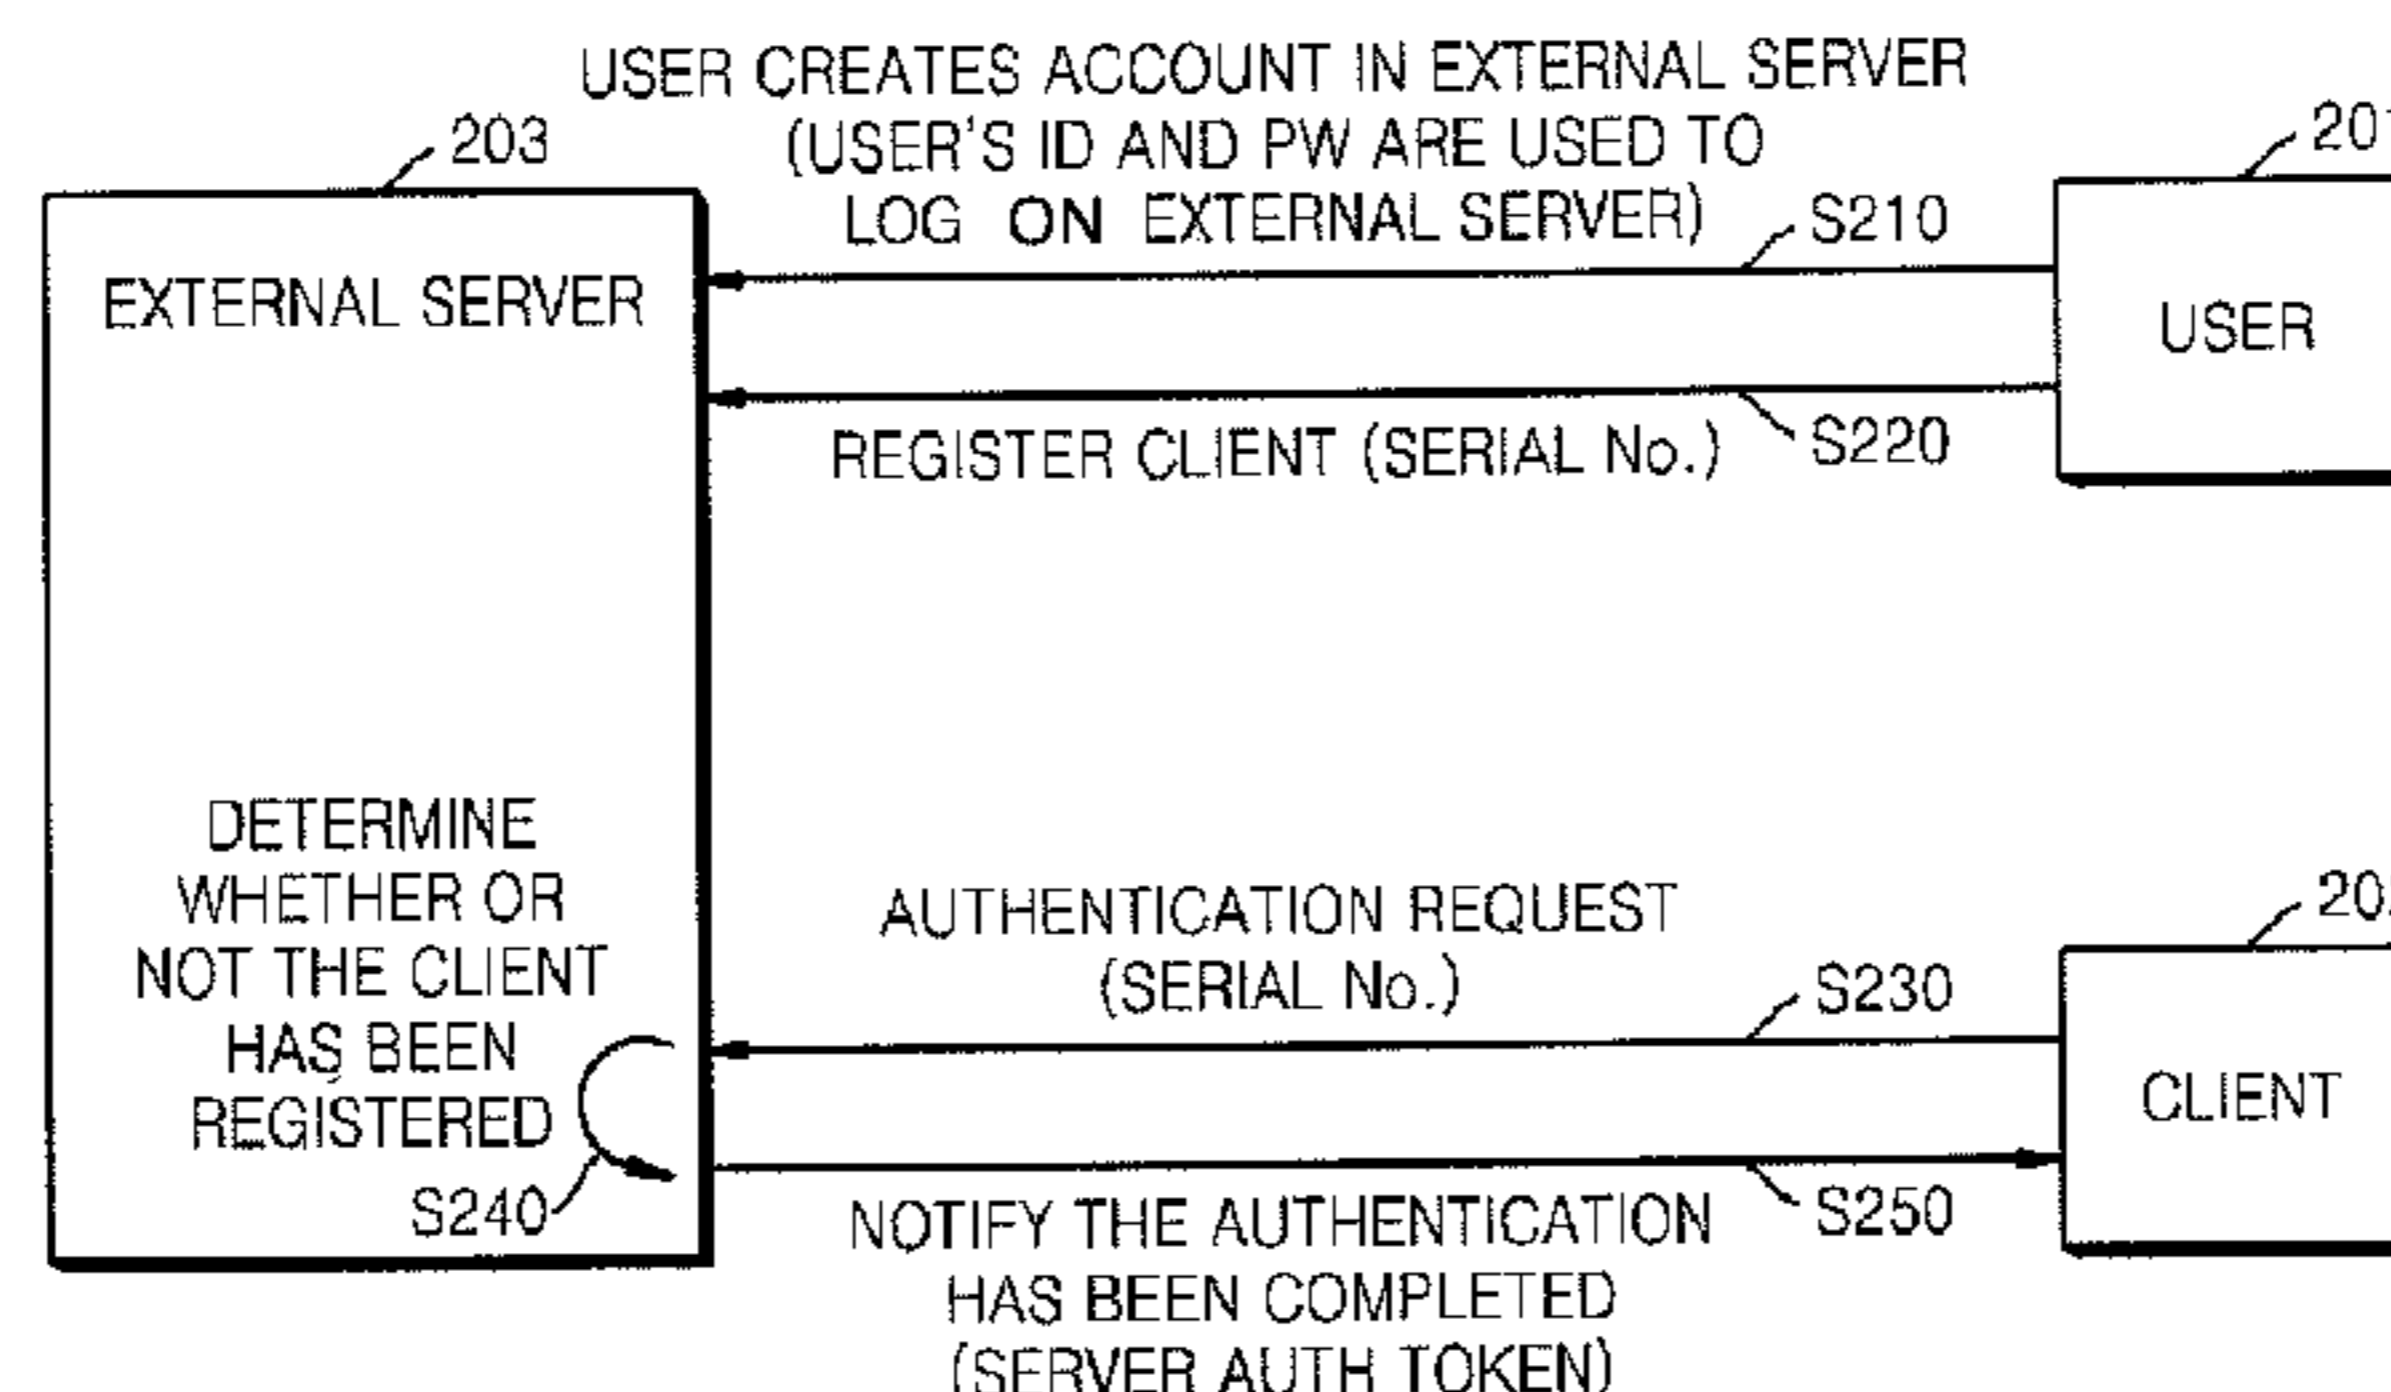 USER CREATES ACCOUNT IN EXTERNAL SERVER
(USER'S ID AND PW ARE USED TO
LOG ON EXTERNAL SERVER)
203
S210
EXTERNAL SERVER
USER
S220
REGISTER CLIENT (SERIAL No.)
DETERMINE
WHETHER OR
NOT THE CLIENT
HAS BEEN
REGISTERED
S240
AUTHENTICATION REQUEST
(SERIAL No.)
S230
CLIENT
S250
NOTIFY THE AUTHENTICATION
HAS BEEN COMPLETED
(SERVER AUTH TOKEN)